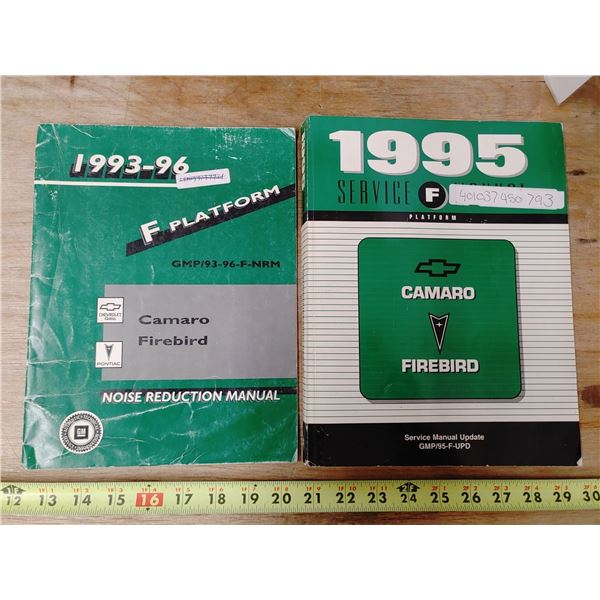 1993-96
F PLATFORM
GMP/93-96-F-NRM
CHEVROLET
Camaro
Firebird
PONTIAC
NOISE REDUCTION MANUAL
GM
1995
SERVICE F
401037480 793
PLATFORM
CAMARO
FIREBIRD
Service Manual Update
GMP/95-F-UPD
12 13 14 15 16 17 18 19 20 21 22 23 24 25 26 27 28 29 30